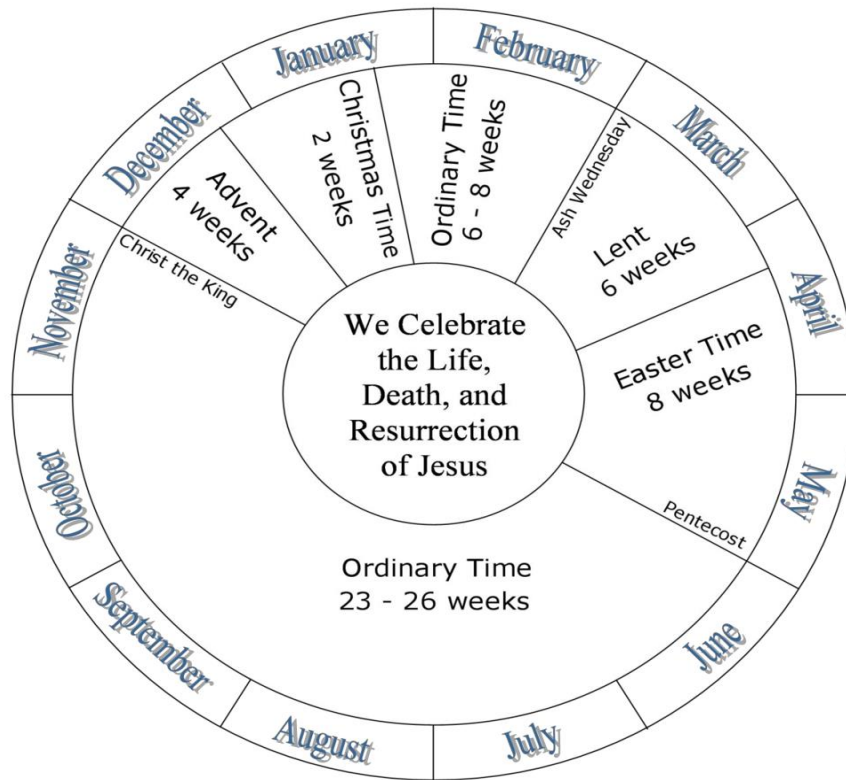 January
February
March
Apriil
May
June
July
August
September
October
November
December
Christ the King
Advent
4 weeks
Christmas Time
2 weeks
Ordinary Time
6 - 8 weeks
Ash Wednesday
Lent
6 weeks
Easter Time
8 weeks
Pentecost
Ordinary Time
23 - 26 weeks
We Celebrate
the Life,
Death, and
Resurrection
of Jesus